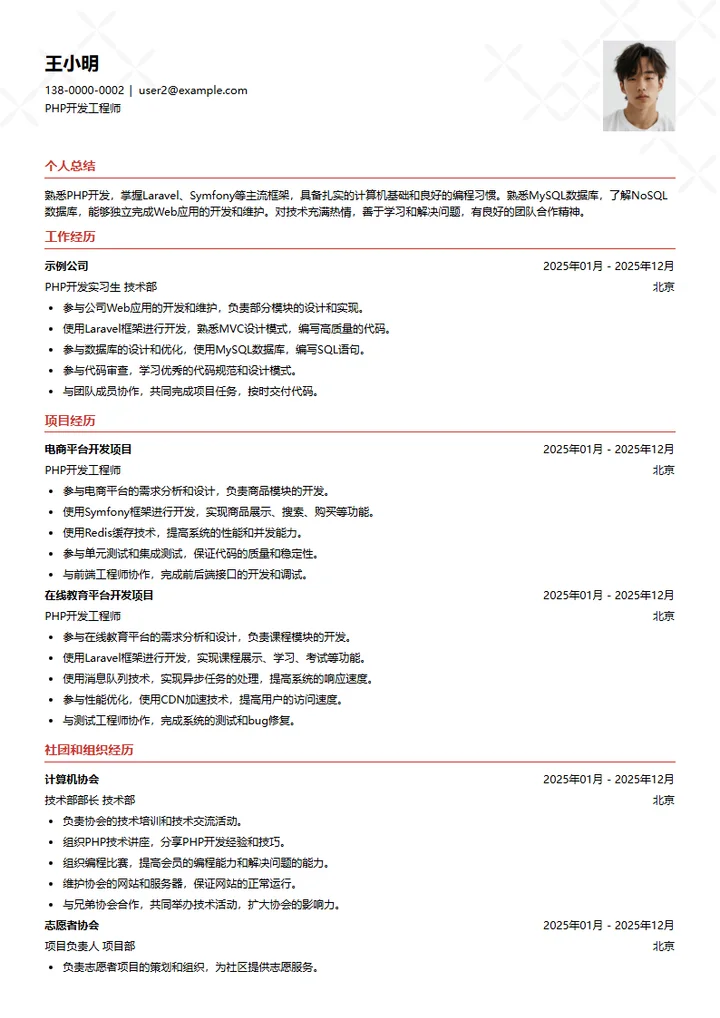 王小明
138-0000-0002 | user2@example.com
PHP开发工程师
个人总结
熟悉PHP开发，掌握Laravel、Symfony等主流框架，具备扎实的计算机基础和良好的编程习惯。熟悉MySQL数据库，了解NoSQL
数据库，能够独立完成Web应用的开发和维护。对技术充满热情，善于学习和解决问题，有良好的团队合作精神。
工作经历
示例公司 2025年01月 - 2025年12月
PHP开发实习生 技术部 北京
• 参与公司Web应用的开发和维护，负责部分模块的设计和实现。
• 使用Laravel框架进行开发，熟悉MVC设计模式，编写高质量的代码。
• 参与数据库的设计和优化，使用MySQL数据库，编写SQL语句。
• 参与代码审查，学习优秀的代码规范和设计模式。
• 与团队成员协作，共同完成项目任务，按时交付代码。
项目经历
电商平台开发项目 2025年01月 - 2025年12月
PHP开发工程师 北京
• 参与电商平台的需求分析和设计，负责商品模块的开发。
• 使用Symfony框架进行开发，实现商品展示、搜索、购买等功能。
• 使用Redis缓存技术，提高系统的性能和并发能力。
• 参与单元测试和集成测试，保证代码的质量和稳定性。
• 与前端工程师协作，完成前后端接口的开发和调试。
在线教育平台开发项目 2025年01月 - 2025年12月
PHP开发工程师 北京
• 参与在线教育平台的需求分析和设计，负责课程模块的开发。
• 使用Laravel框架进行开发，实现课程展示、学习、考试等功能。
• 使用消息队列技术，实现异步任务的处理，提高系统的响应速度。
• 参与性能优化，使用CDN加速技术，提高用户的访问速度。
• 与测试工程师协作，完成系统的测试和bug修复。
社团和组织经历
计算机协会 2025年01月 - 2025年12月
技术部部长 技术部 北京
• 负责协会的技术培训和技术交流活动。
• 组织PHP技术讲座，分享PHP开发经验和技巧。
• 组织编程比赛，提高会员的编程能力和解决问题的能力。
• 维护协会的网站和服务器，保证网站的正常运行。
• 与兄弟协会合作，共同举办技术活动，扩大协会的影响力。
志愿者协会 2025年01月 - 2025年12月
项目负责人 项目部 北京
• 负责志愿者项目的策划和组织，为社区提供志愿服务。